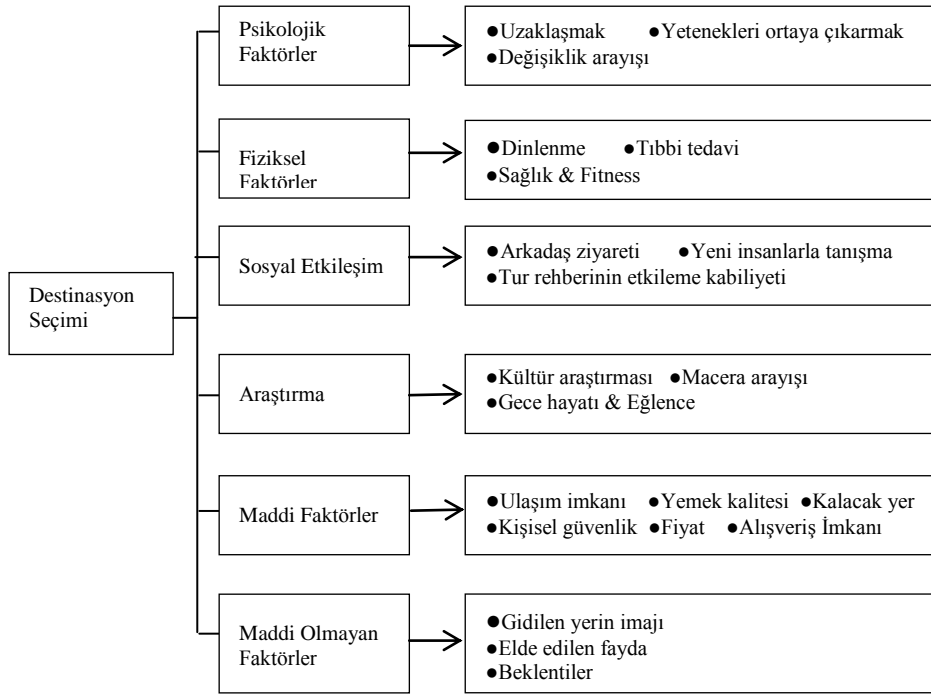 Psikolojik
Faktörler
●Uzaklaşmak ●Yetenekleri ortaya çıkarmak
●Değişiklik arayışı
Fiziksel
Faktörler
●Dinlenme ●Tıbbi tedavi
●Sağlık & Fitness
Destinasyon
Seçimi
Sosyal Etkileşim
●Arkadaş ziyareti ●Yeni insanlarla tanışma
●Tur rehberinin etkileme kabiliyeti
Araştırma
●Kültür araştırması ●Macera arayışı
●Gece hayatı & Eğlence
Maddi Faktörler
●Ulaşım imkanı ●Yemek kalitesi ●Kalacak yer
●Kişisel güvenlik ●Fiyat ●Alışveriş İmkanı
Maddi Olmayan
Faktörler
●Gidilen yerin imajı
●Elde edilen fayda
●Beklentiler